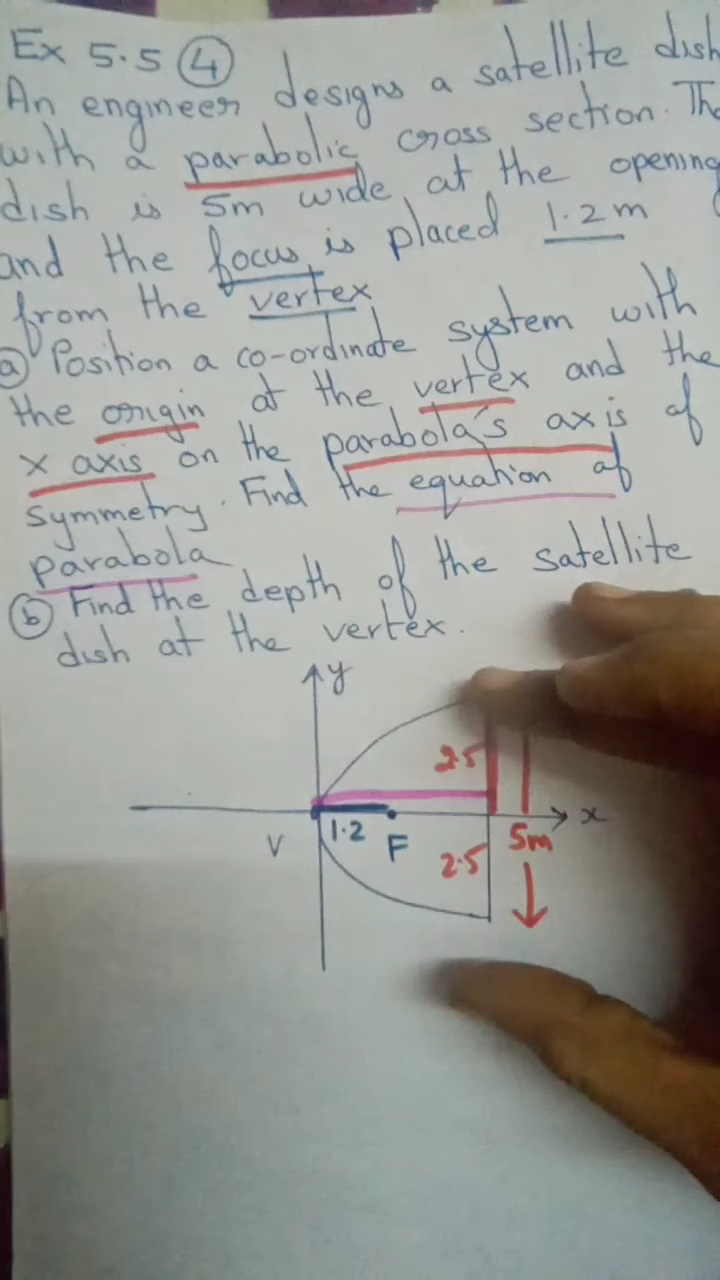 Ex 5.5 4
An engineer designs a satellite dish
with a parabolic cross section. The
dish is 5m wide at the opening
and the focus is placed 1.2 m
from the vertex
a) Position a co-ordinate system with
the origin at the vertex and the
x axis on the parabola's axis of
symmetry. Find the equation of
parabola
b) Find the depth of the satellite
dish at the vertex.
y
2.5
x
1.2
V
F
2.5
5m